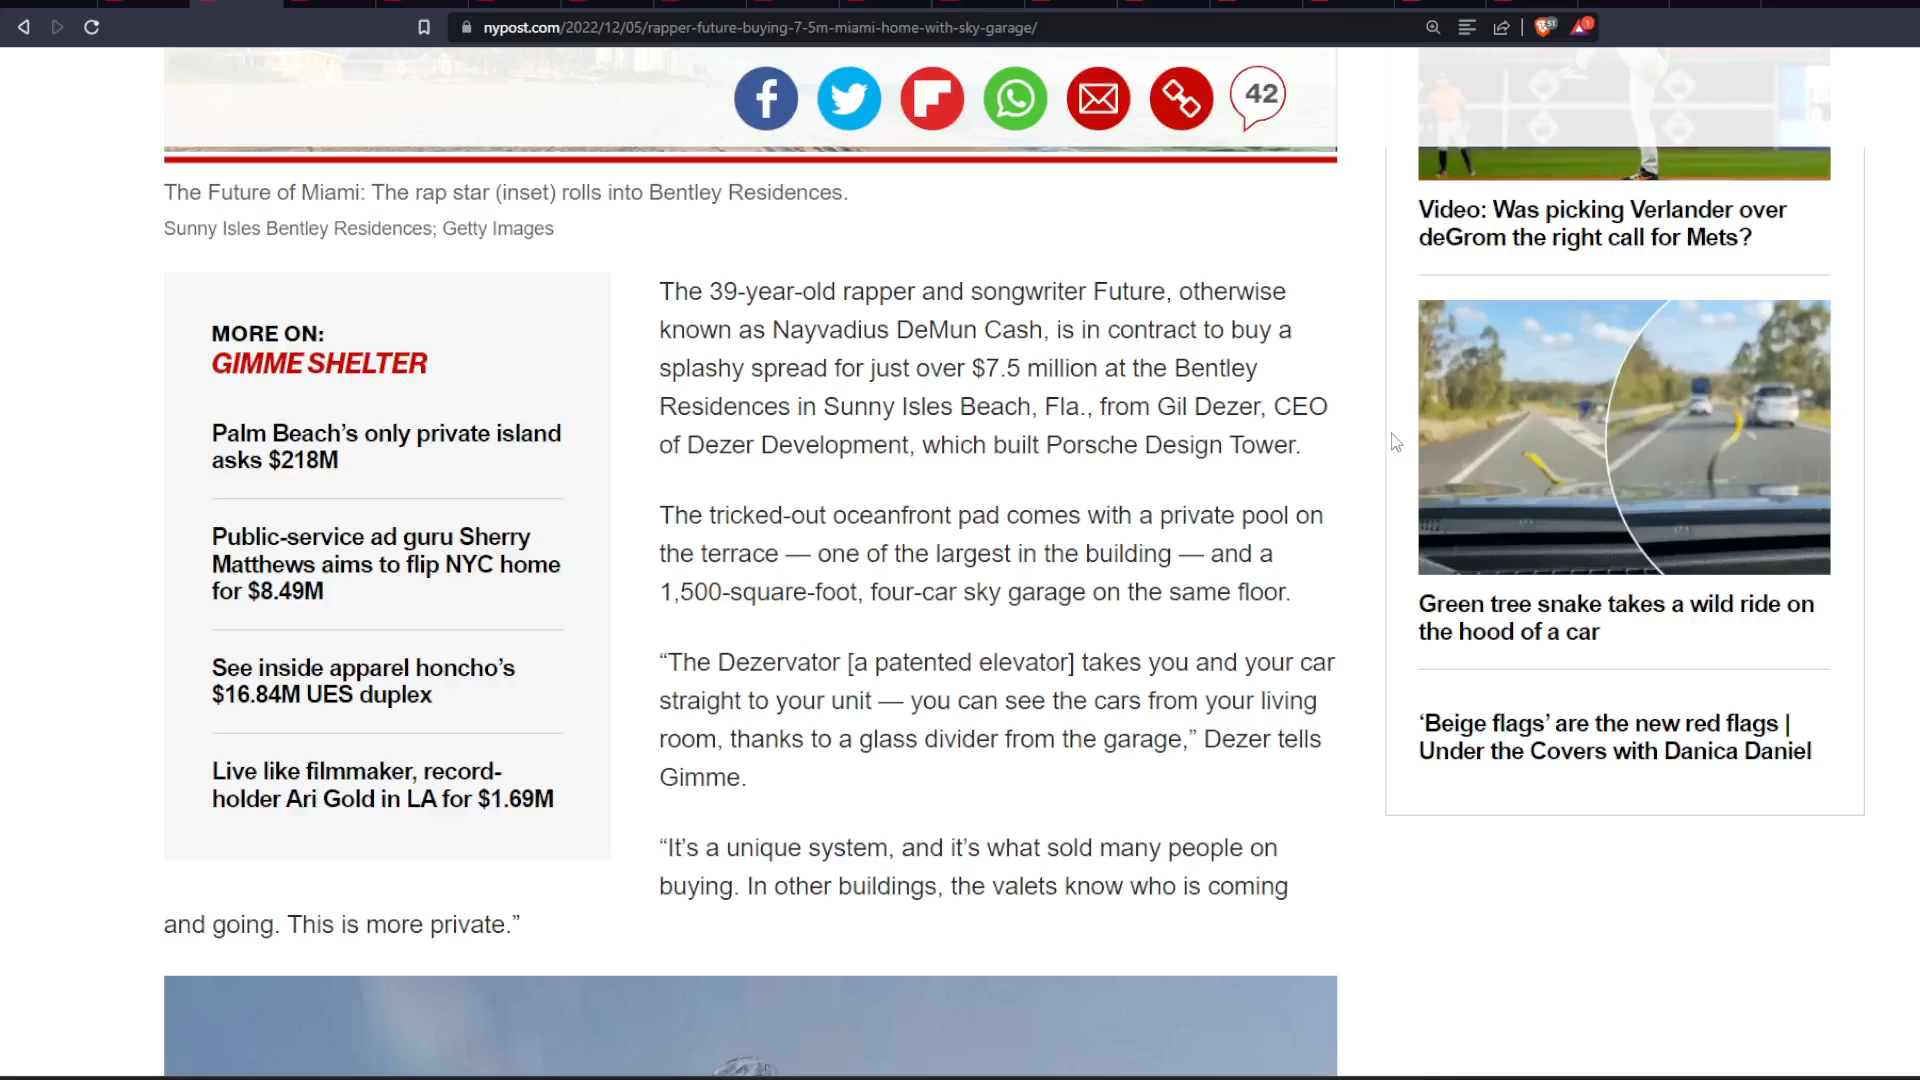 nypost.com/2022/12/05/rapper-future-buying-7-5m-miami-home-with-sky-garage/
51
1
42
The Future of Miami: The rap star (inset) rolls into Bentley Residences.
Sunny Isles Bentley Residences; Getty Images
MORE ON:
GIMME SHELTER
Palm Beach’s only private island
asks $218M
Public-service ad guru Sherry
Matthews aims to flip NYC home
for $8.49M
See inside apparel honcho’s
$16.84M UES duplex
Live like filmmaker, record-
holder Ari Gold in LA for $1.69M
The 39-year-old rapper and songwriter Future, otherwise
known as Nayvadius DeMun Cash, is in contract to buy a
splashy spread for just over $7.5 million at the Bentley
Residences in Sunny Isles Beach, Fla., from Gil Dezer, CEO
of Dezer Development, which built Porsche Design Tower.
The tricked-out oceanfront pad comes with a private pool on
the terrace — one of the largest in the building — and a
1,500-square-foot, four-car sky garage on the same floor.
“The Dezervator [a patented elevator] takes you and your car
straight to your unit — you can see the cars from your living
room, thanks to a glass divider from the garage,” Dezer tells
Gimme.
“It’s a unique system, and it’s what sold many people on
buying. In other buildings, the valets know who is coming
and going. This is more private.”
Video: Was picking Verlander over
deGrom the right call for Mets?
Green tree snake takes a wild ride on
the hood of a car
‘Beige flags’ are the new red flags |
Under the Covers with Danica Daniel